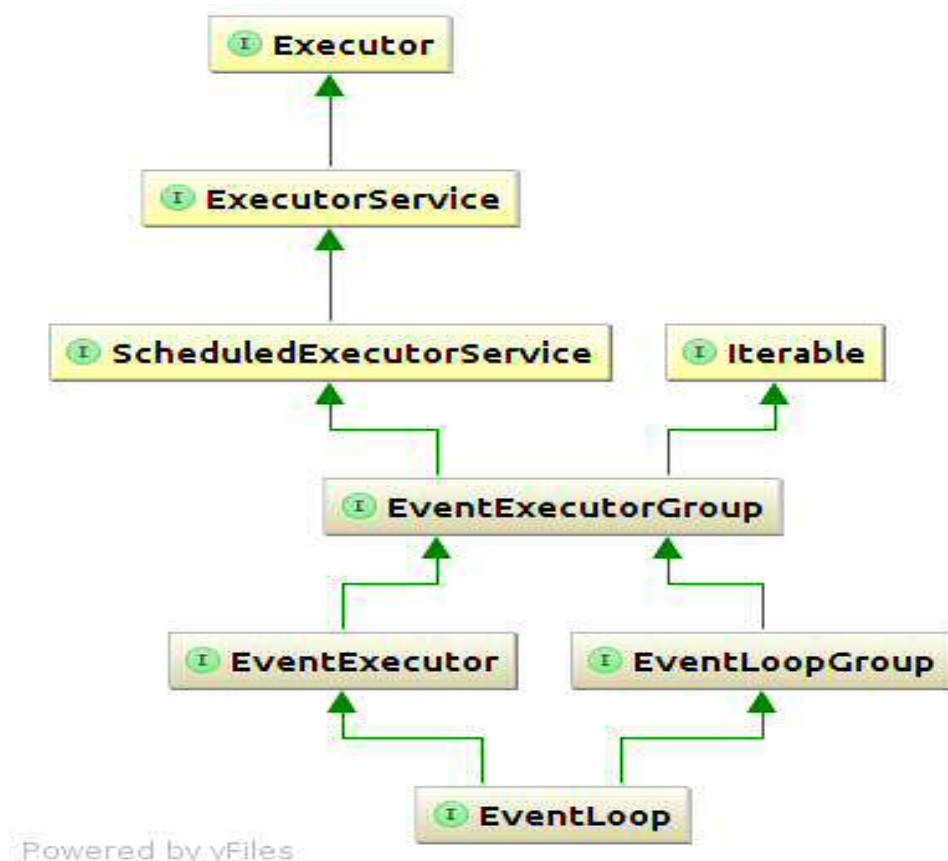 I Executor
I ExecutorService
I ScheduledExecutorService
I Iterable
I EventExecutorGroup
I EventExecutor
I EventLoopGroup
I EventLoop
Powered by yFiles